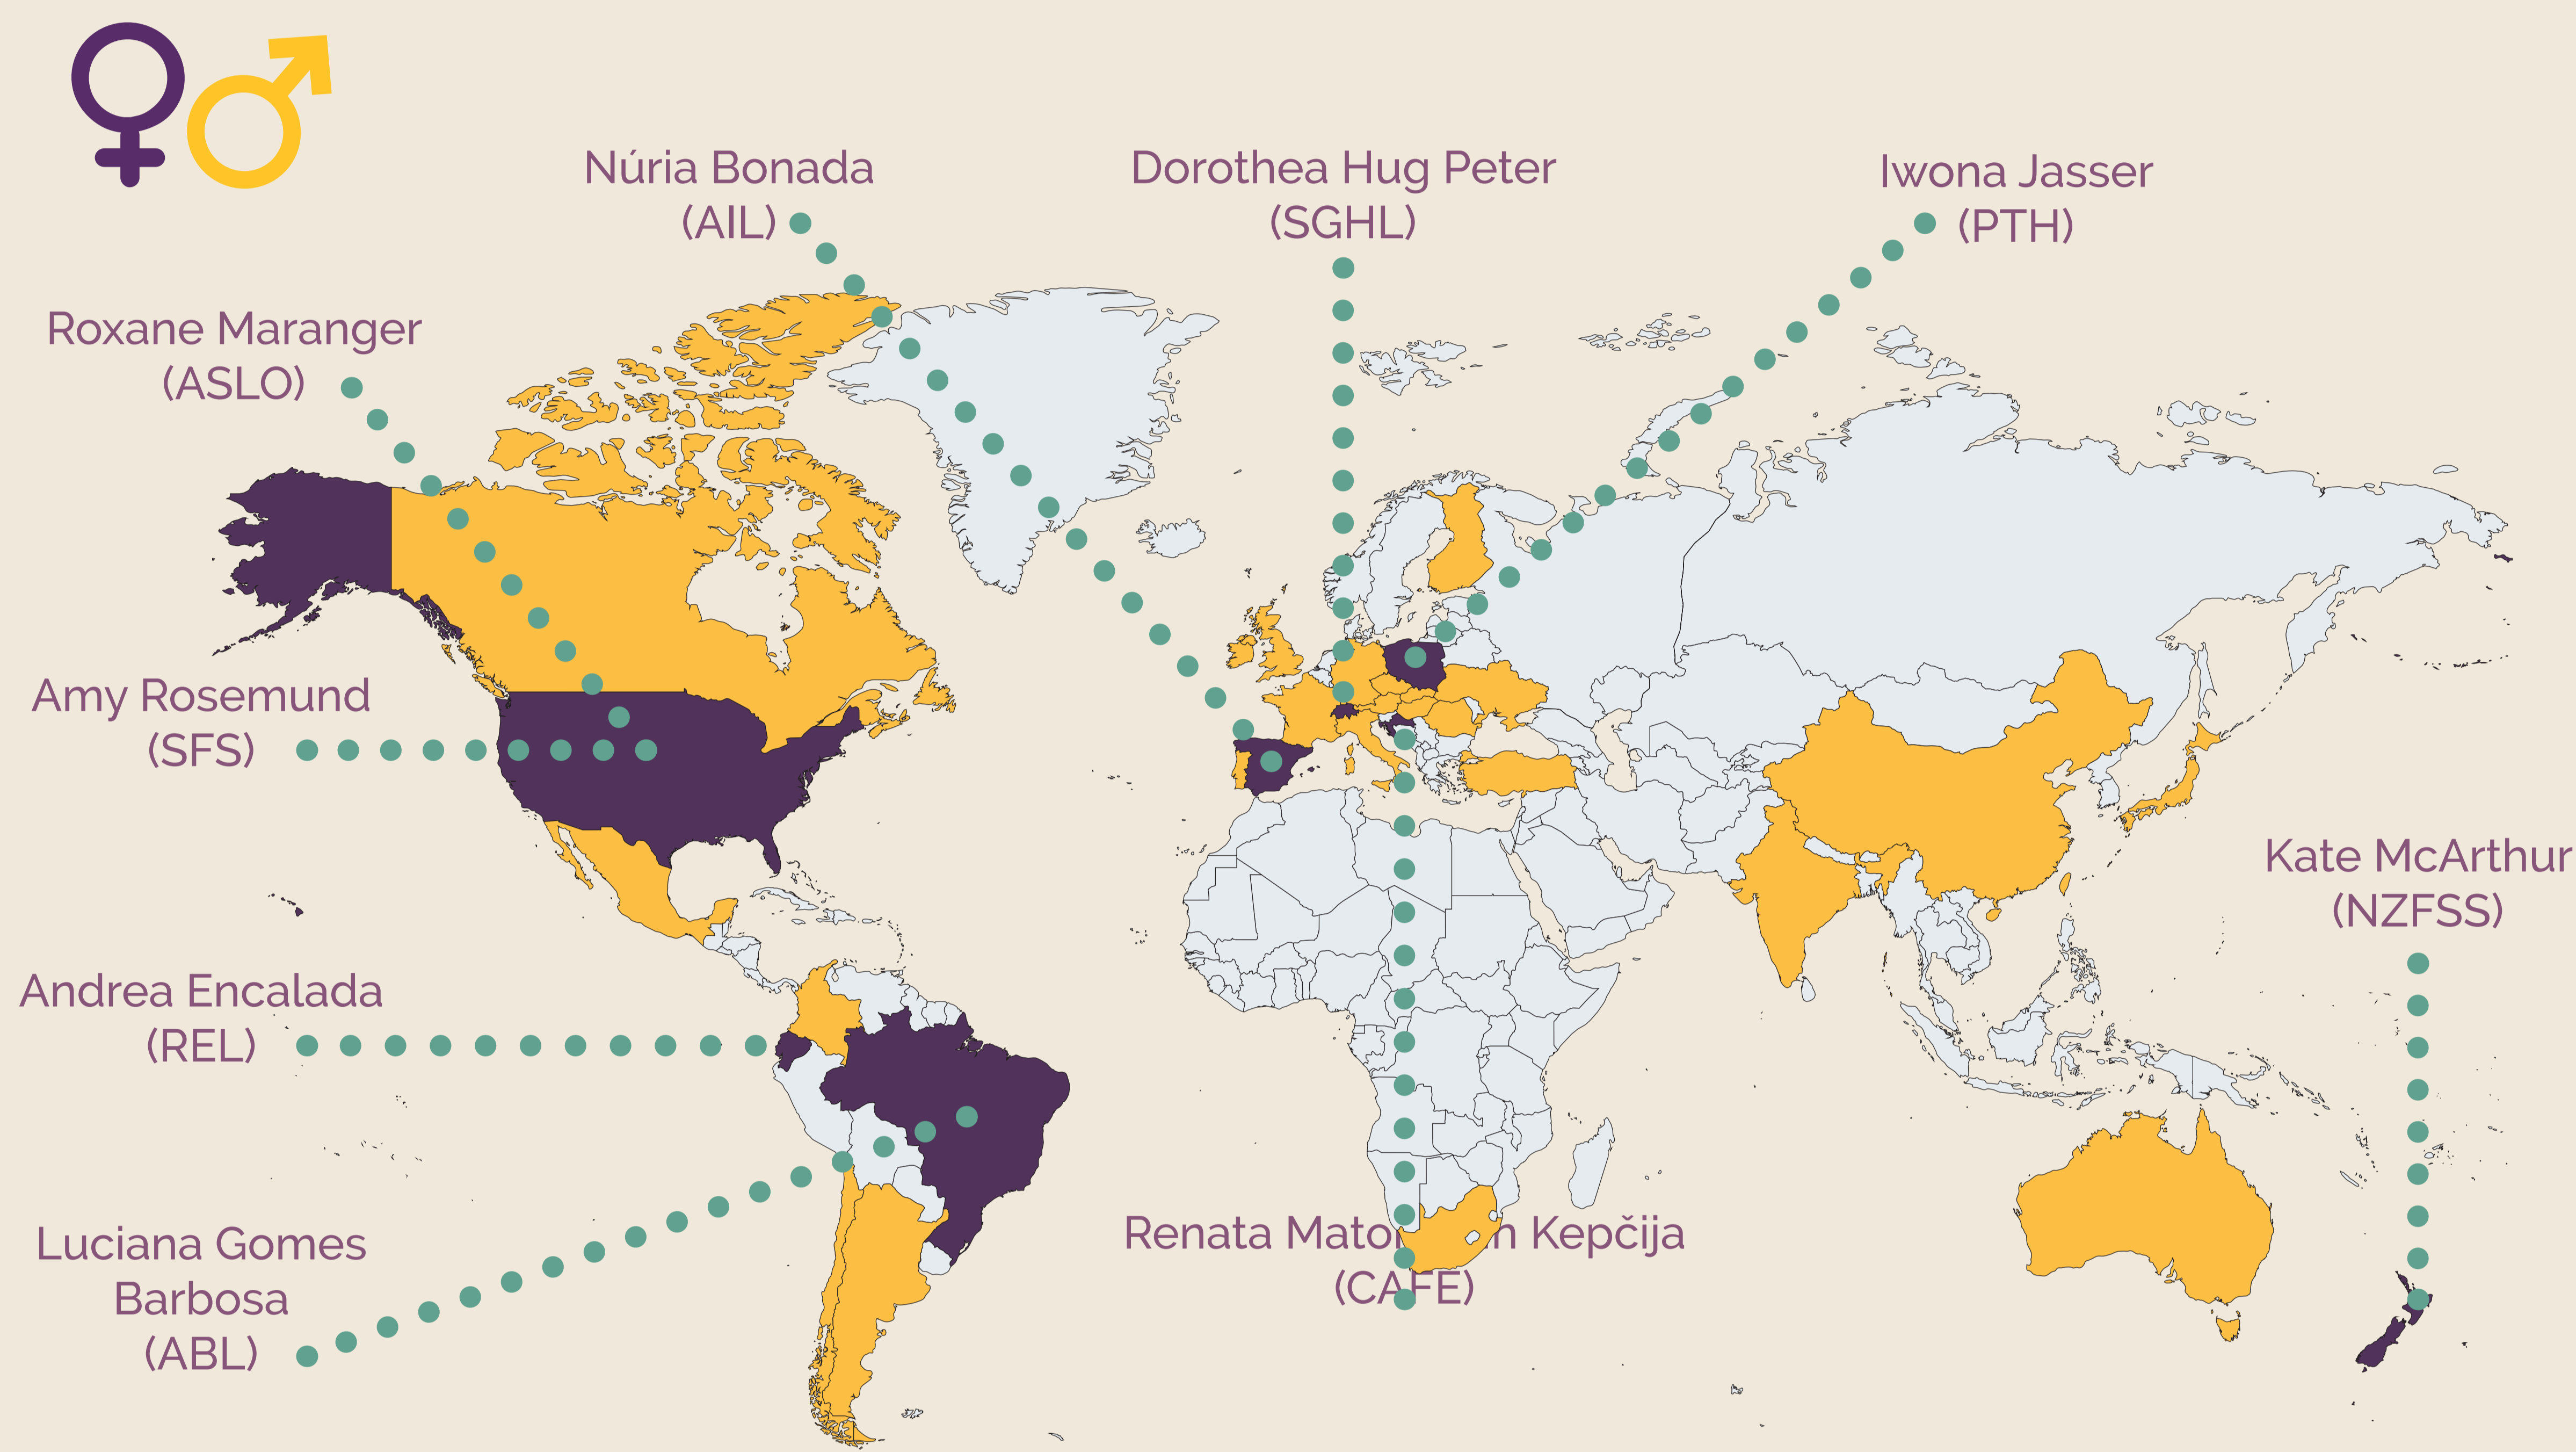 Núria Bonada
(AIL)
Dorothea Hug Peter
(SGHL)
Iwona Jasser
(PTH)
Roxane Maranger
(ASLO)
Amy Rosemund
(SFS)
Kate McArthur
(NZFSS)
Andrea Encalada
(REL)
Luciana Gomes
Barbosa
(ABL)
Renata Kepčija
(CAFE)